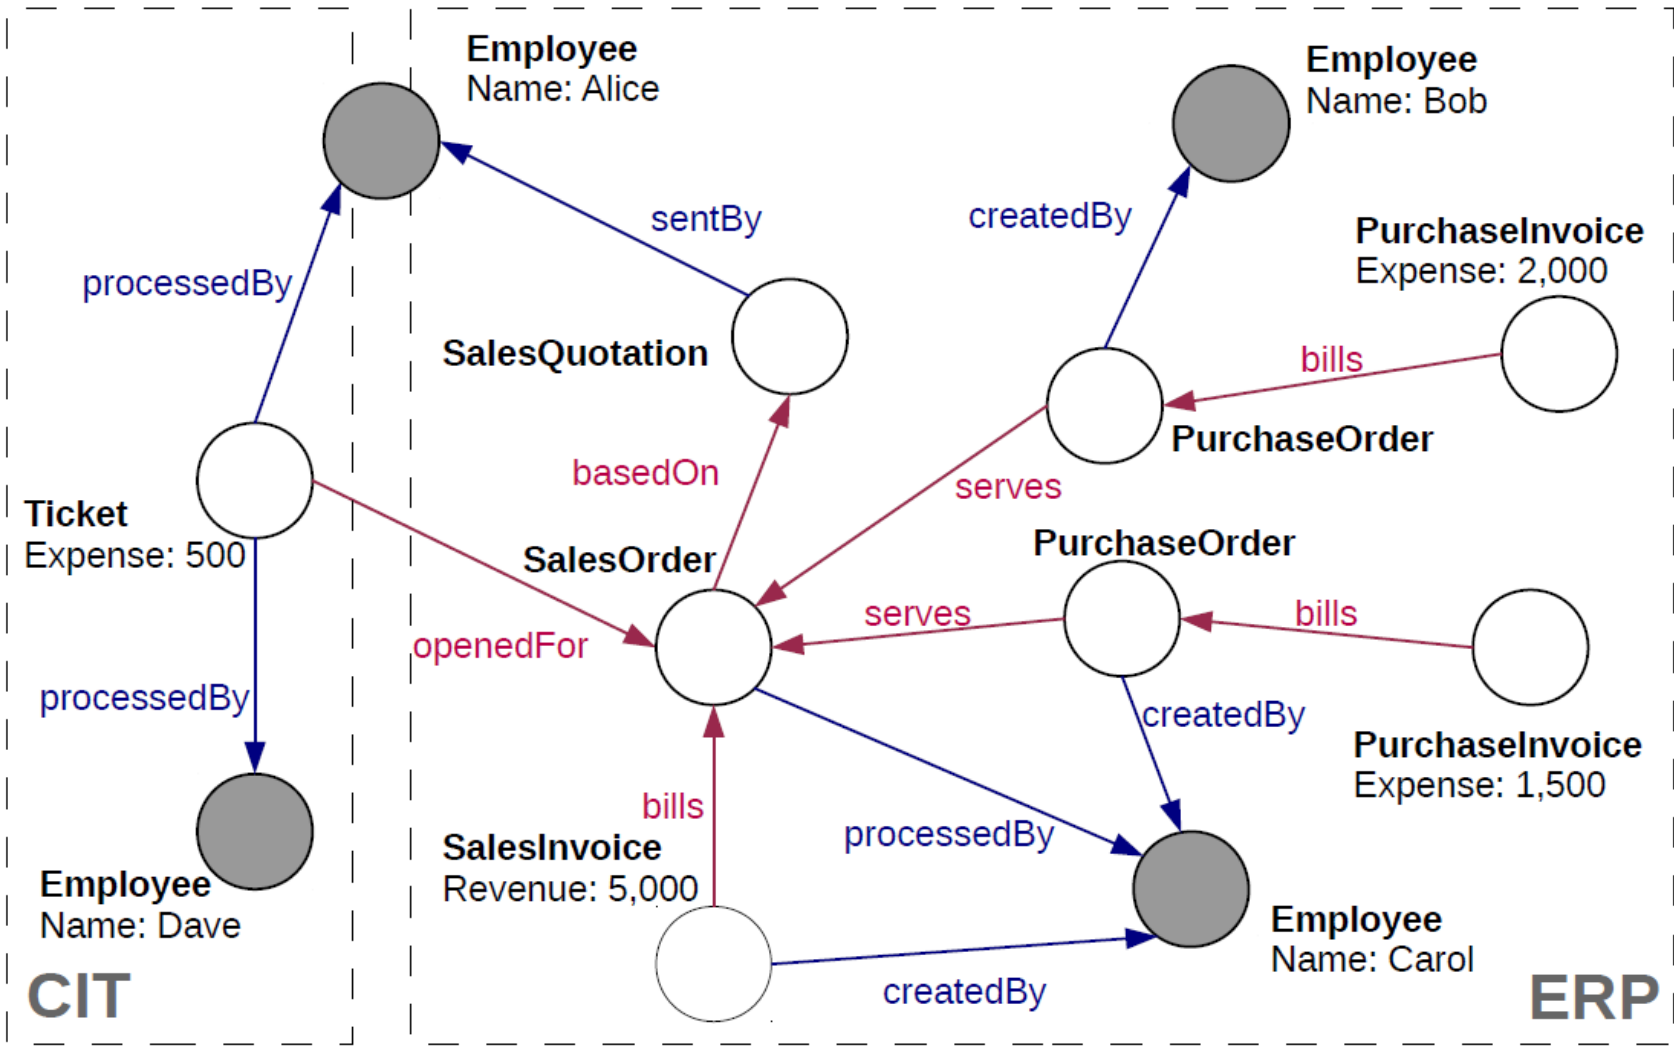 Employee
Name: Alice
Employee
Name: Bob
sentBy
createdBy
PurchaseInvoice
Expense: 2,000
processedBy
SalesQuotation
bills
PurchaseOrder
basedOn
serves
Ticket
Expense: 500
SalesOrder
PurchaseOrder
serves
bills
openedFor
processedBy
createdBy
PurchaseInvoice
Expense: 1,500
bills
processedBy
SalesInvoice
Revenue: 5,000
Employee
Name: Dave
Employee
Name: Carol
createdBy
CIT
ERP